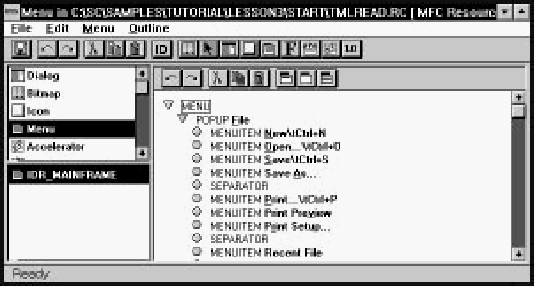 Menu in C:\SC\SAMPLES\TUTORIAL\LESSON3\START\TMLREAD.RC | MFC Resourc
File Edit Menu Outline
ID
Dialog
Bitmap
Icon
Menu
Accelerator
IDR_MAINFRAME
MENU
POPUP File
MENUITEM New\tCtrl+N
MENUITEM Open...\tCtrl+O
MENUITEM Save\tCtrl+S
MENUITEM Save As...
SEPARATOR
MENUITEM Print...\tCtrl+P
MENUITEM Print Preview
MENUITEM Print Setup...
SEPARATOR
MENUITEM Recent File
Ready